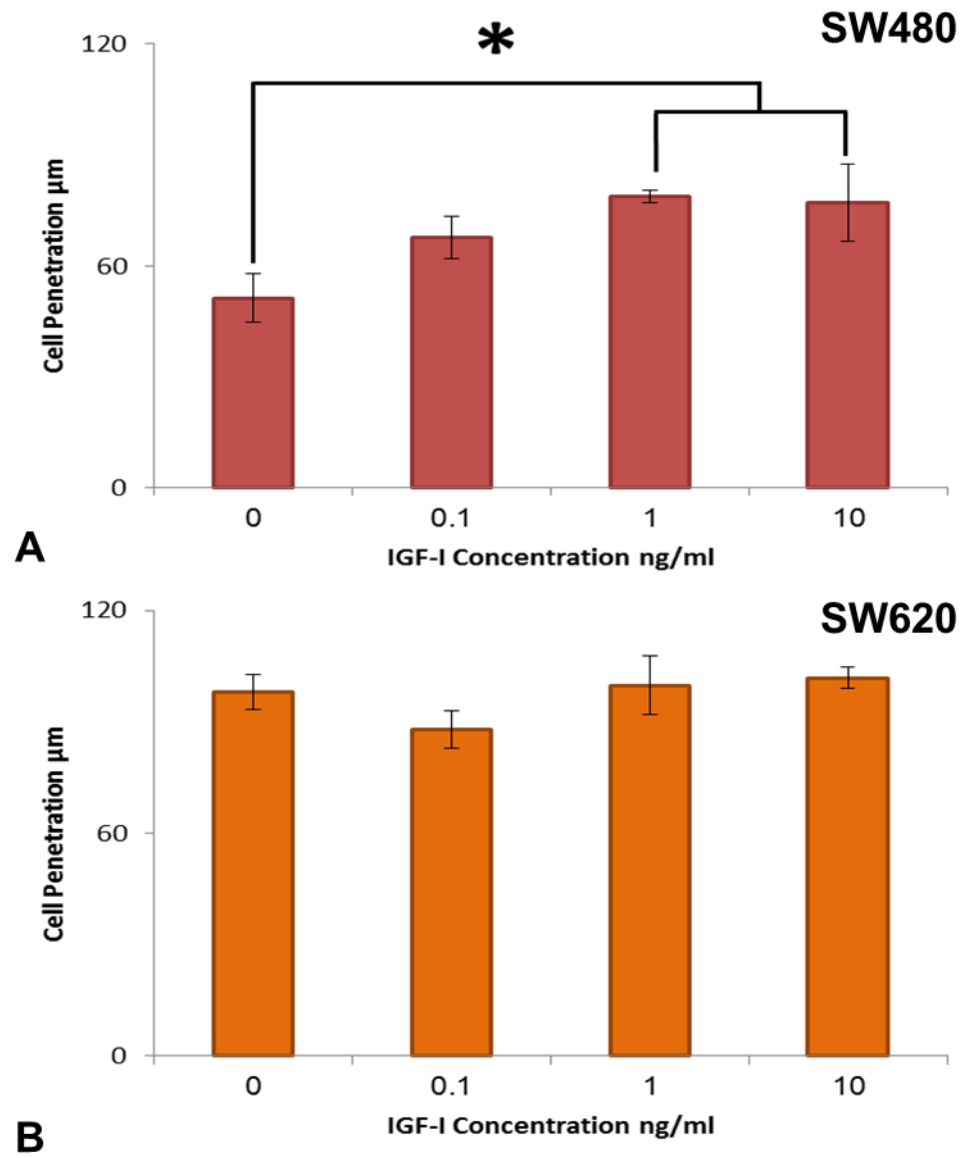 SW480
*
120
60
0
Cell Penetration µm
0 0.1 1 10
IGF-I Concentration ng/ml
A
SW620
120
60
0
Cell Penetration µm
0 0.1 1 10
IGF-I Concentration ng/ml
B